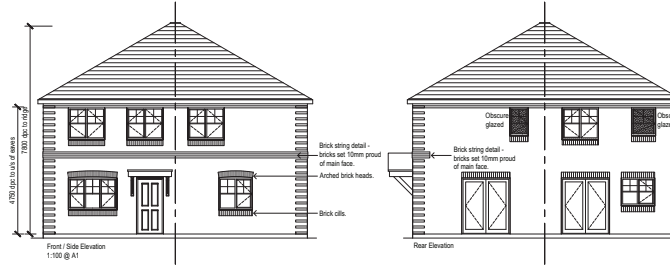 7800 dpc to ridge
4750 dpc to u/s of eaves
Brick string detail -
bricks set 10mm proud
of main face.
Arched brick heads.
Brick cills.
Front / Side Elevation
1:100 @ A1
Obscure
glazed
Obsc
glaze
Brick string detail -
bricks set 10mm proud
of main face.
Rear Elevation